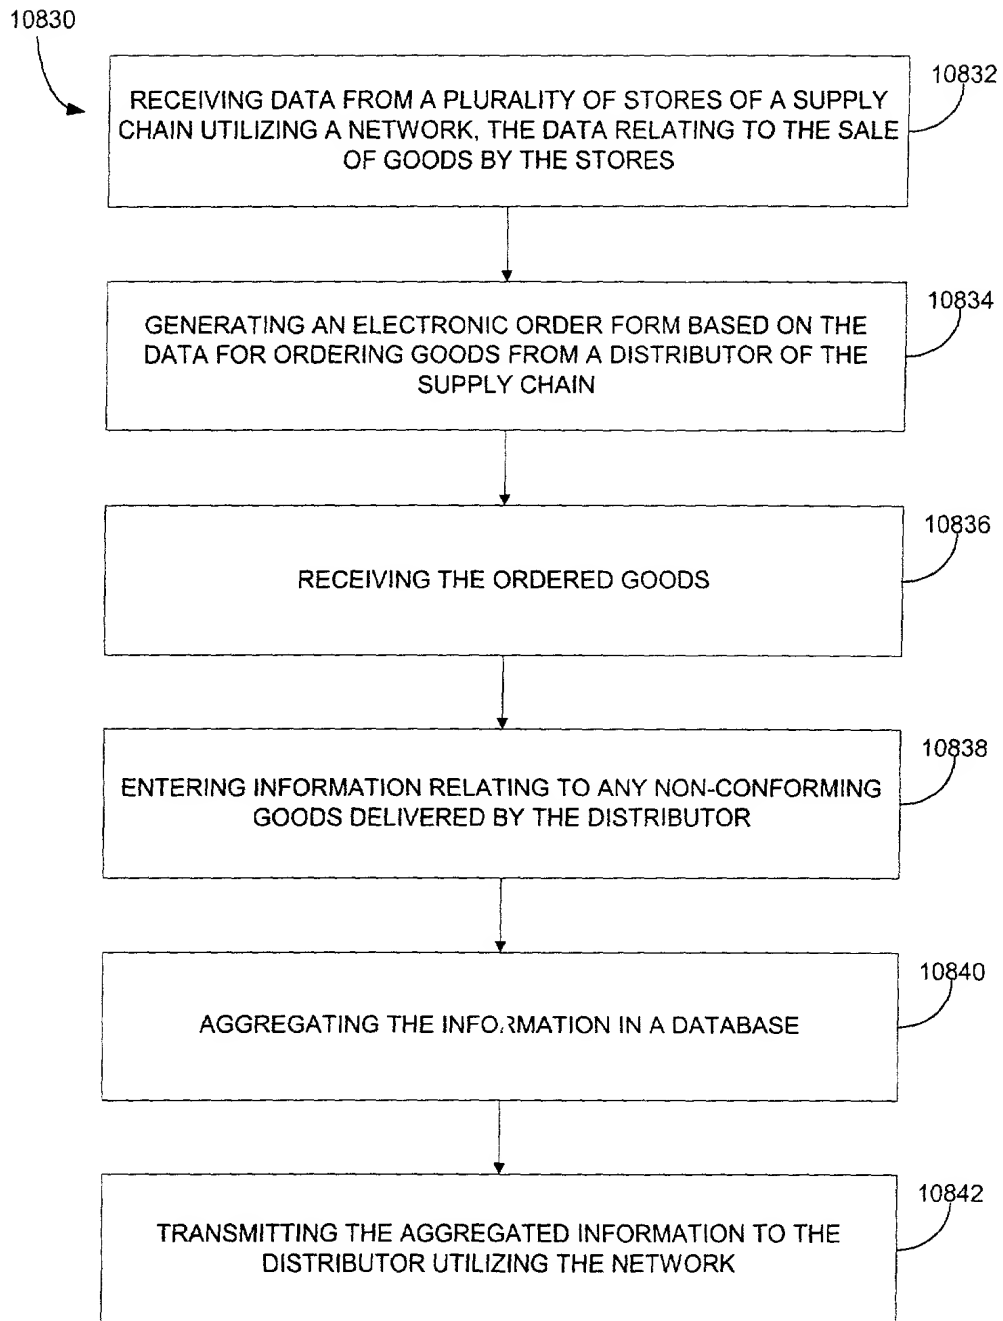 10830
10832
RECEIVING DATA FROM A PLURALITY OF STORES OF A SUPPLY
CHAIN UTILIZING A NETWORK, THE DATA RELATING TO THE SALE
OF GOODS BY THE STORES
10834
GENERATING AN ELECTRONIC ORDER FORM BASED ON THE
DATA FOR ORDERING GOODS FROM A DISTRIBUTOR OF THE
SUPPLY CHAIN
10836
RECEIVING THE ORDERED GOODS
10838
ENTERING INFORMATION RELATING TO ANY NON-CONFORMING
GOODS DELIVERED BY THE DISTRIBUTOR
10840
AGGREGATING THE INFORMATION IN A DATABASE
10842
TRANSMITTING THE AGGREGATED INFORMATION TO THE
DISTRIBUTOR UTILIZING THE NETWORK